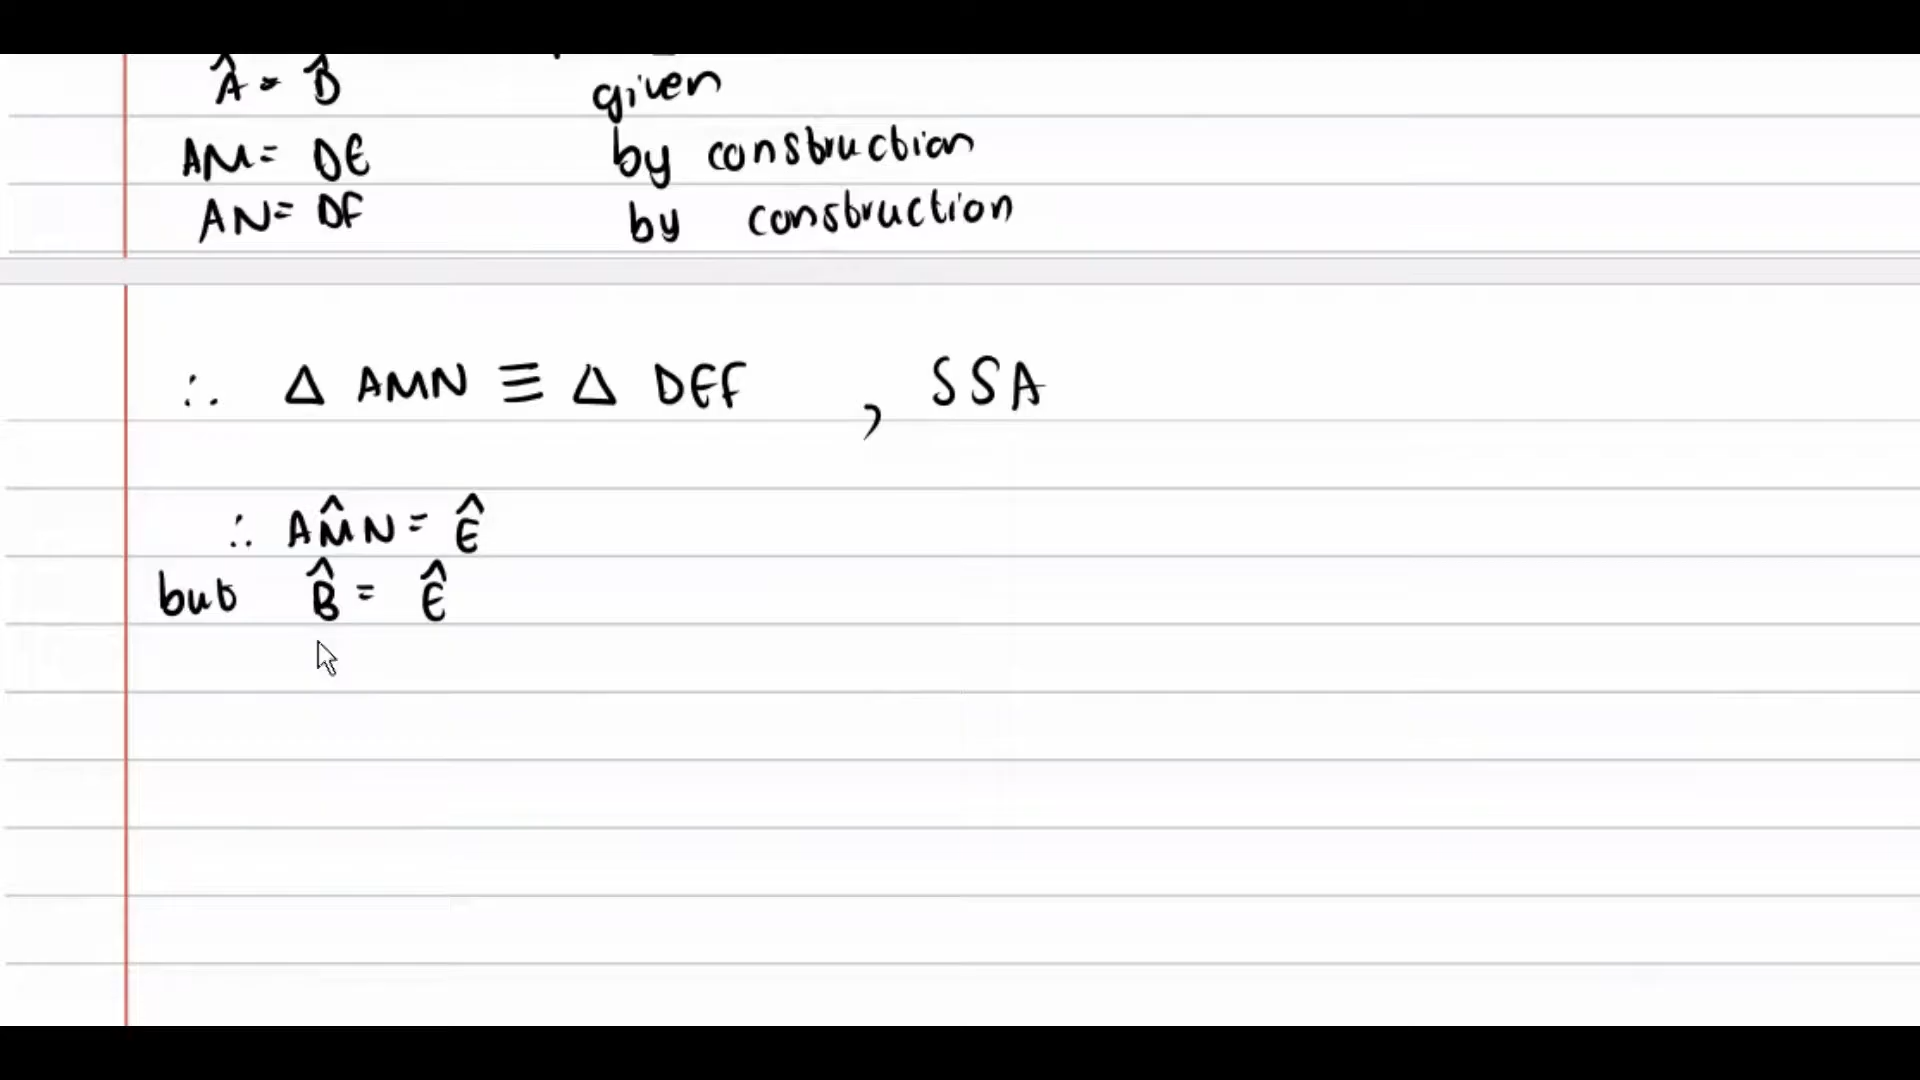 Â = D̂ given
AM = DE by construction
AN = DF by construction
∴ Δ AMN ≡ Δ DEF , SSA
∴ AM̂N = Ê
but B̂ = Ê